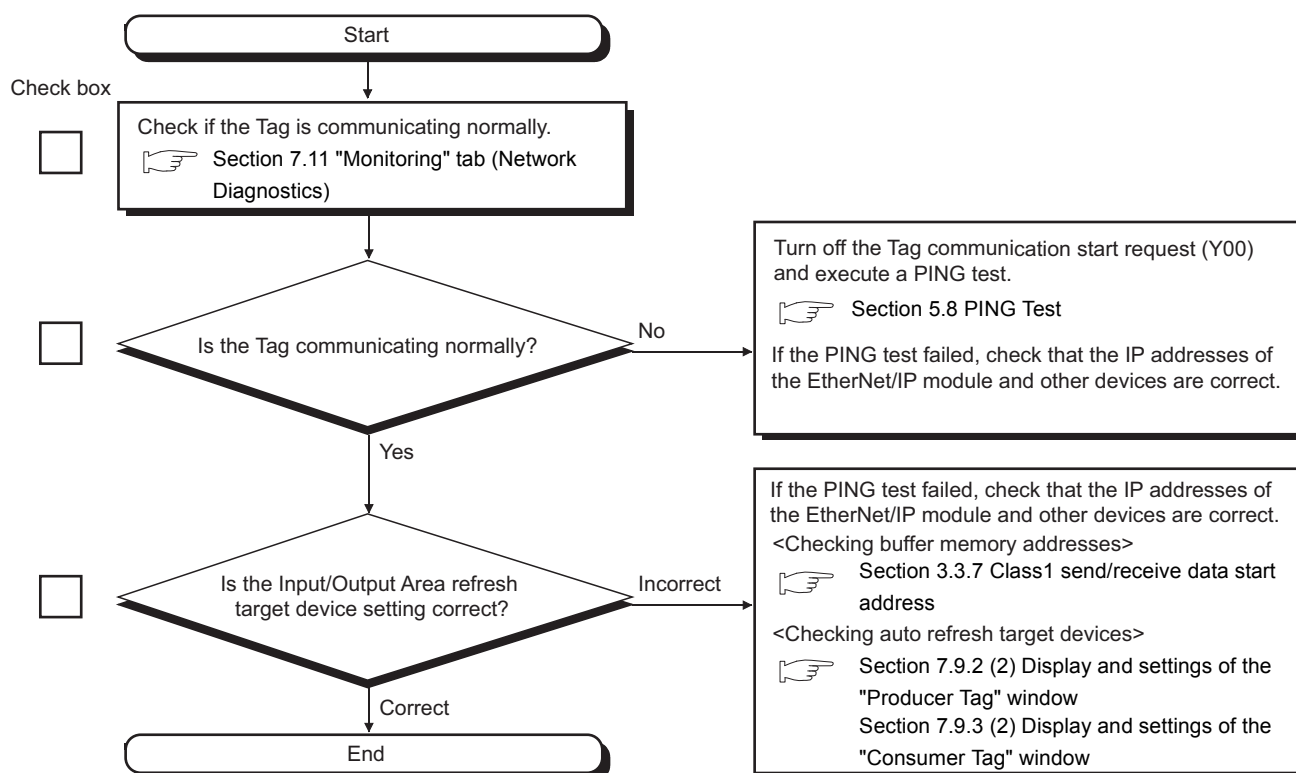 Start
Check box
Check if the Tag is communicating normally.
Section 7.11 "Monitoring" tab (Network
Diagnostics)
Is the Tag communicating normally?
No
Turn off the Tag communication start request (Y00)
and execute a PING test.
Section 5.8 PING Test
If the PING test failed, check that the IP addresses of
the EtherNet/IP module and other devices are correct.
Yes
Is the Input/Output Area refresh
target device setting correct?
Incorrect
If the PING test failed, check that the IP addresses of
the EtherNet/IP module and other devices are correct.
<Checking buffer memory addresses>
Section 3.3.7 Class1 send/receive data start
address
<Checking auto refresh target devices>
Section 7.9.2 (2) Display and settings of the
"Producer Tag" window
Section 7.9.3 (2) Display and settings of the
"Consumer Tag" window
Correct
End